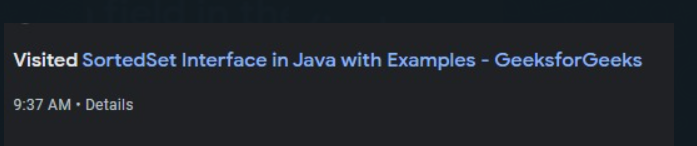 Visited SortedSet Interface in Java with Examples - GeeksforGeeks
9:37 AM • Details